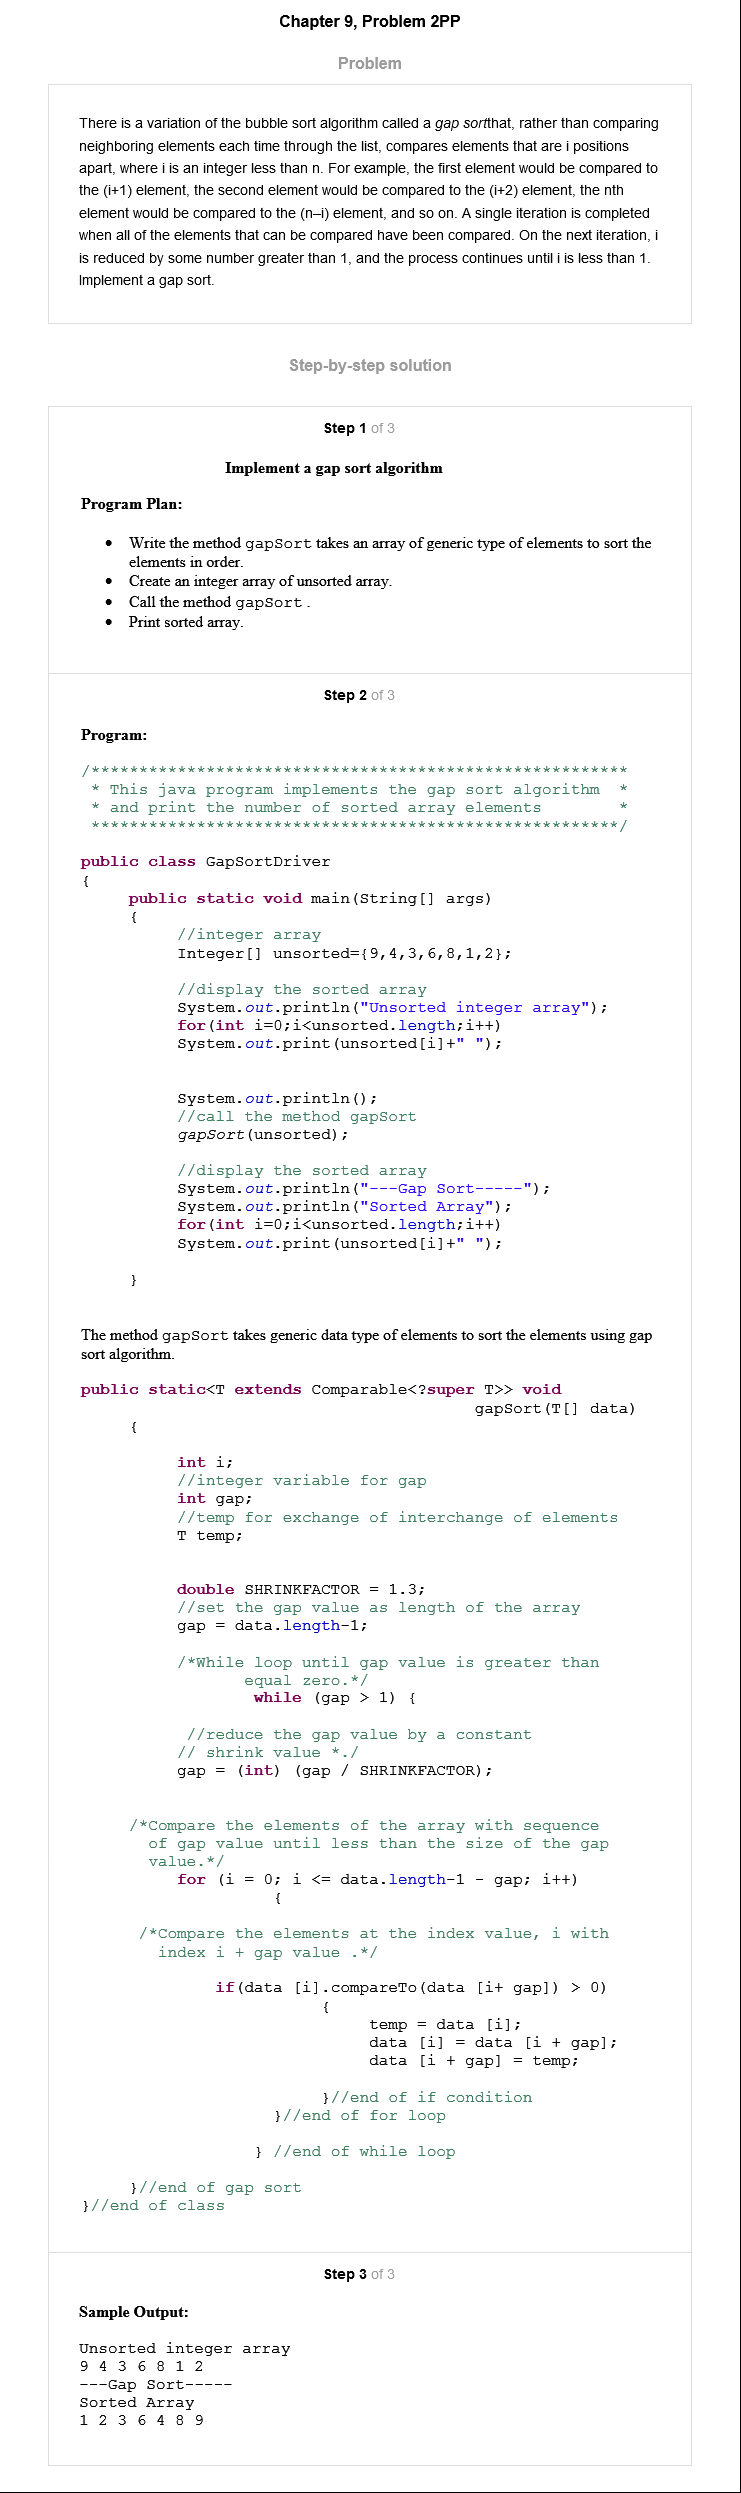 Chapter 9, Problem 2PP
Problem
There is a variation of the bubble sort algorithm called a gap sortthat, rather than comparing
neighboring elements each time through the list, compares elements that are i positions
apart, where i is an integer less than n. For example, the first element would be compared to
the (i+1) element, the second element would be compared to the (i+2) element, the nth
element would be compared to the (n–i) element, and so on. A single iteration is completed
when all of the elements that can be compared have been compared. On the next iteration, i
is reduced by some number greater than 1, and the process continues until i is less than 1.
Implement a gap sort.
Step-by-step solution
Step 1 of 3
Implement a gap sort algorithm
Program Plan:
• Write the method gapSort takes an array of generic type of elements to sort the
elements in order.
• Create an integer array of unsorted array.
• Call the method gapSort .
• Print sorted array.
Step 2 of 3
Program:
/********************************************************
* This java program implements the gap sort algorithm *
* and print the number of sorted array elements *
*******************************************************/
public class GapSortDriver
{
public static void main(String[] args)
{
//integer array
Integer[] unsorted={9,4,3,6,8,1,2};
//display the sorted array
System.out.println("Unsorted integer array");
for(int i=0;i<unsorted.length;i++)
System.out.print(unsorted[i]+" ");
System.out.println();
//call the method gapSort
gapSort(unsorted);
//display the sorted array
System.out.println("---Gap Sort-----");
System.out.println("Sorted Array");
for(int i=0;i<unsorted.length;i++)
System.out.print(unsorted[i]+" ");
}
The method gapSort takes generic data type of elements to sort the elements using gap
sort algorithm.
public static<T extends Comparable<?super T>> void
gapSort(T[] data)
{
int i;
//integer variable for gap
int gap;
//temp for exchange of interchange of elements
T temp;
double SHRINKFACTOR = 1.3;
//set the gap value as length of the array
gap = data.length-1;
/*While loop until gap value is greater than
equal zero.*/
while (gap > 1) {
//reduce the gap value by a constant
// shrink value *./
gap = (int) (gap / SHRINKFACTOR);
/*Compare the elements of the array with sequence
of gap value until less than the size of the gap
value.*/
for (i = 0; i <= data.length-1 - gap; i++)
{
/*Compare the elements at the index value, i with
index i + gap value .*/
if(data [i].compareTo(data [i+ gap]) > 0)
{
temp = data [i];
data [i] = data [i + gap];
data [i + gap] = temp;
}//end of if condition
}//end of for loop
} //end of while loop
}//end of gap sort
}//end of class
Step 3 of 3
Sample Output:
Unsorted integer array
9 4 3 6 8 1 2
---Gap Sort-----
Sorted Array
1 2 3 6 4 8 9